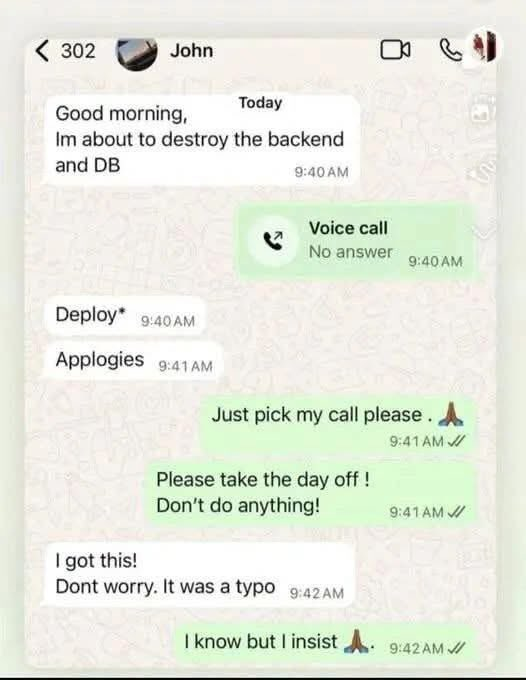 302 John
Today
Good morning,
Im about to destroy the backend
and DB
9:40 AM
Voice call
No answer
9:40 AM
Deploy*
9:40 AM
Applogies
9:41 AM
Just pick my call please . 🙏🏾
9:41 AM
Please take the day off !
Don't do anything!
9:41 AM
I got this!
Dont worry. It was a typo
9:42 AM
I know but I insist 🙏🏾.
9:42 AM